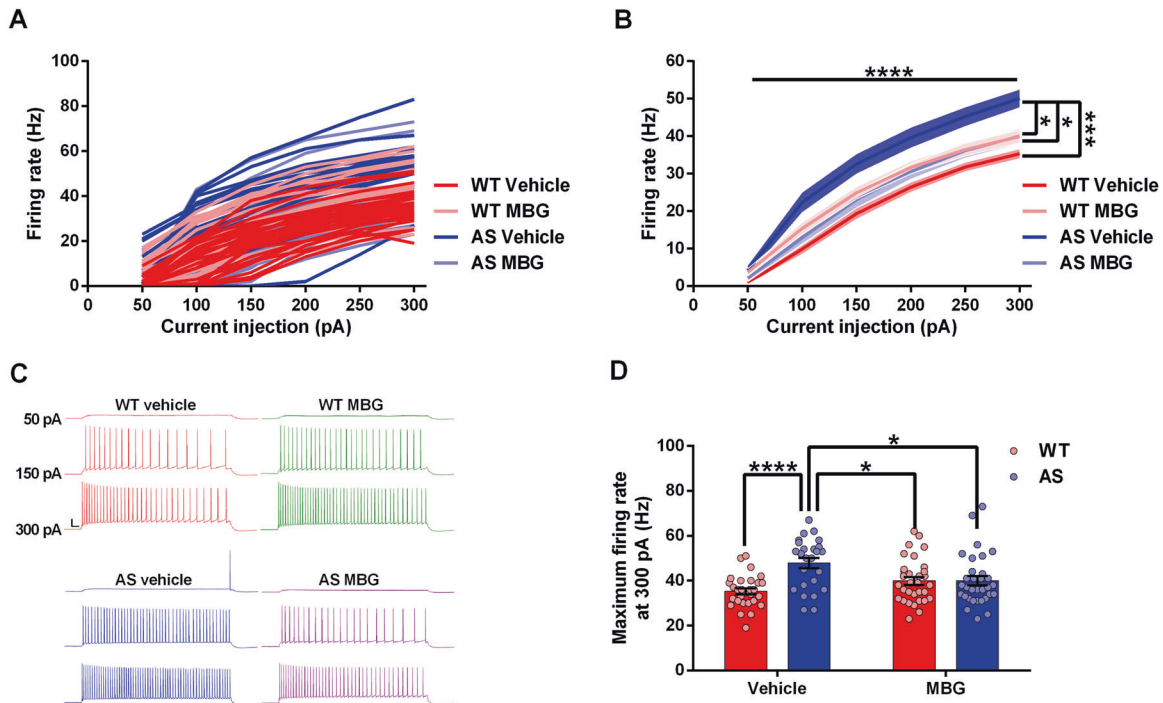 A
100
80
60
40
20
0
Firing rate (Hz)
0 50 100 150 200 250 300
Current injection (pA)
WT Vehicle
WT MBG
AS Vehicle
AS MBG
B
60
50
40
30
20
10
0
Firing rate (Hz)
0 50 100 150 200 250 300
Current injection (pA)
****
*
*
***
WT Vehicle
WT MBG
AS Vehicle
AS MBG
C
WT vehicle
WT MBG
50 pA
150 pA
300 pA
AS vehicle
AS MBG
D
100
80
60
40
20
0
Maximum firing rate
at 300 pA (Hz)
****
*
*
WT
AS
Vehicle
MBG